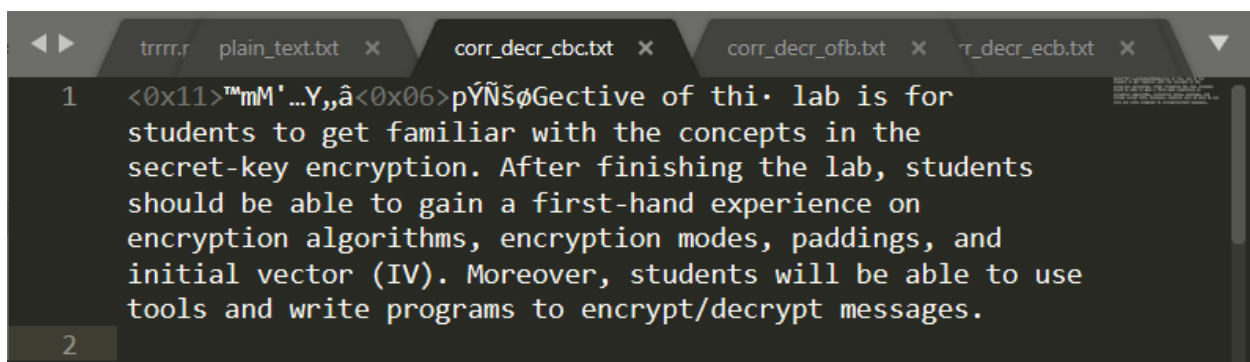 trrrr.r plain_text.txt × corr_decr_cbc.txt × corr_decr_ofb.txt × rr_decr_ecb.txt ×
1 <0x11>™mM'…Y„â<0x06>pÝÑšøGective of thi· lab is for
students to get familiar with the concepts in the
secret-key encryption. After finishing the lab, students
should be able to gain a first-hand experience on
encryption algorithms, encryption modes, paddings, and
initial vector (IV). Moreover, students will be able to use
tools and write programs to encrypt/decrypt messages.
2